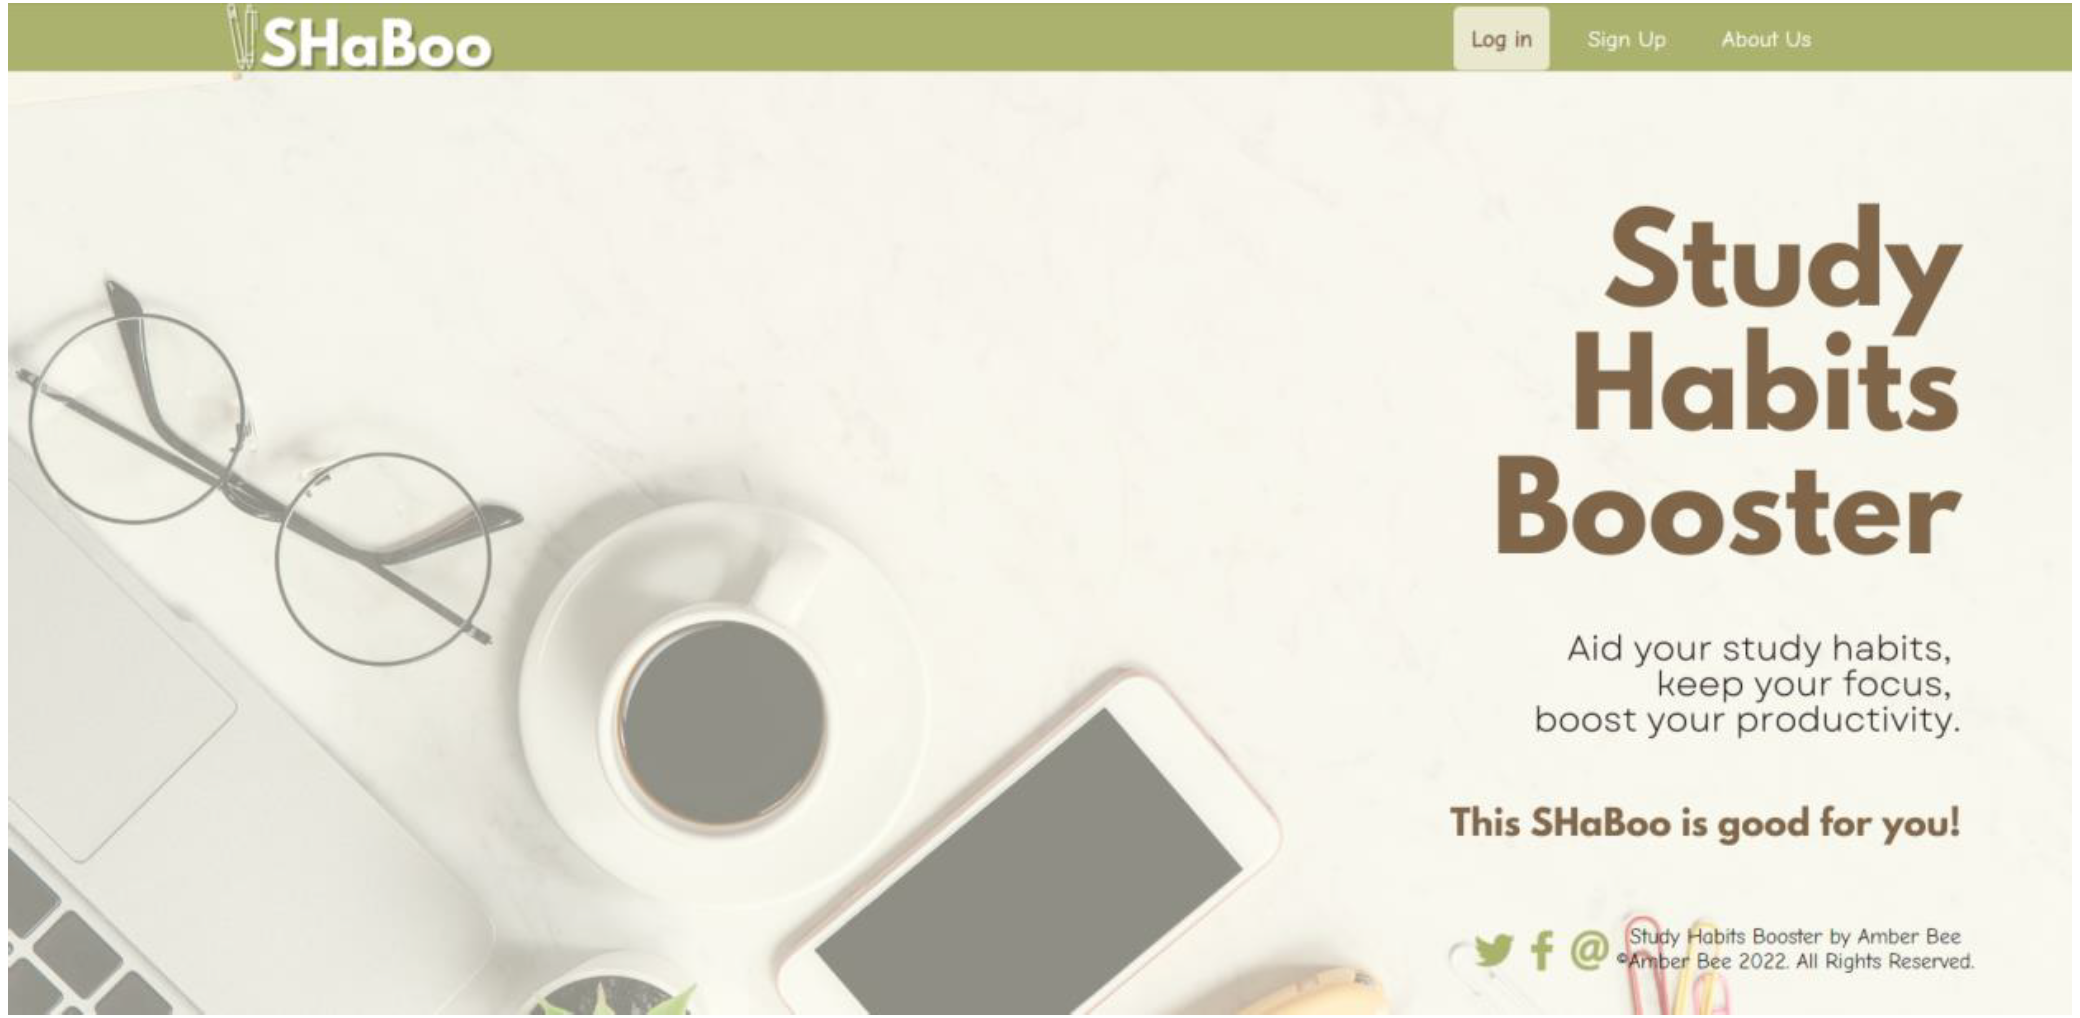 SHaBoo
Log in
Sign Up
About Us
Study
Habits
Booster
Aid your study habits,
keep your focus,
boost your productivity.
This SHaBoo is good for you!
Study Habits Booster by Amber Bee
©Amber Bee 2022. All Rights Reserved.